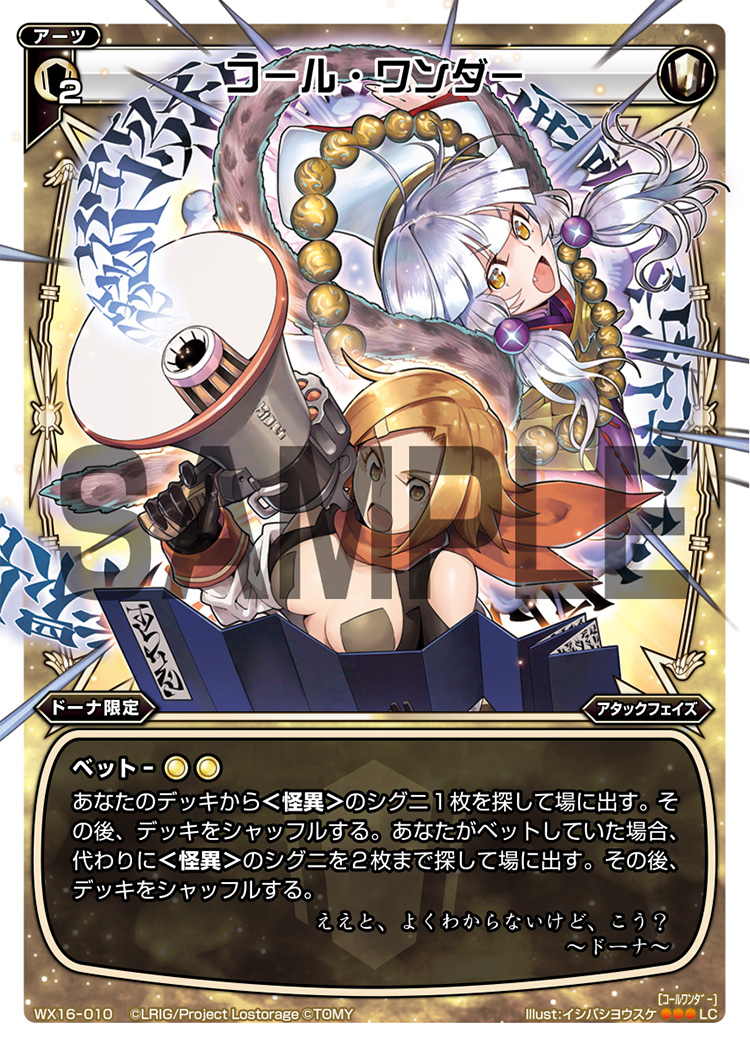 アーツ
コール・ワンダー
2
SAMPLE
ドーナ限定
アタックフェイズ
ベット-
あなたのデッキから<怪異>のシグニ1枚を探して場に出す。そ
の後、デッキをシャッフルする。あなたがベットしていた場合、
代わりに<怪異>のシグニを2枚まで探して場に出す。その後、
デッキをシャッフルする。
ええと、よくわからないけど、こう?
～ドーナ～
[コールワンダー]
WX16-010 ©LRIG/Project Lostorage ©TOMY
Illust:イシバシヨウスケ LC